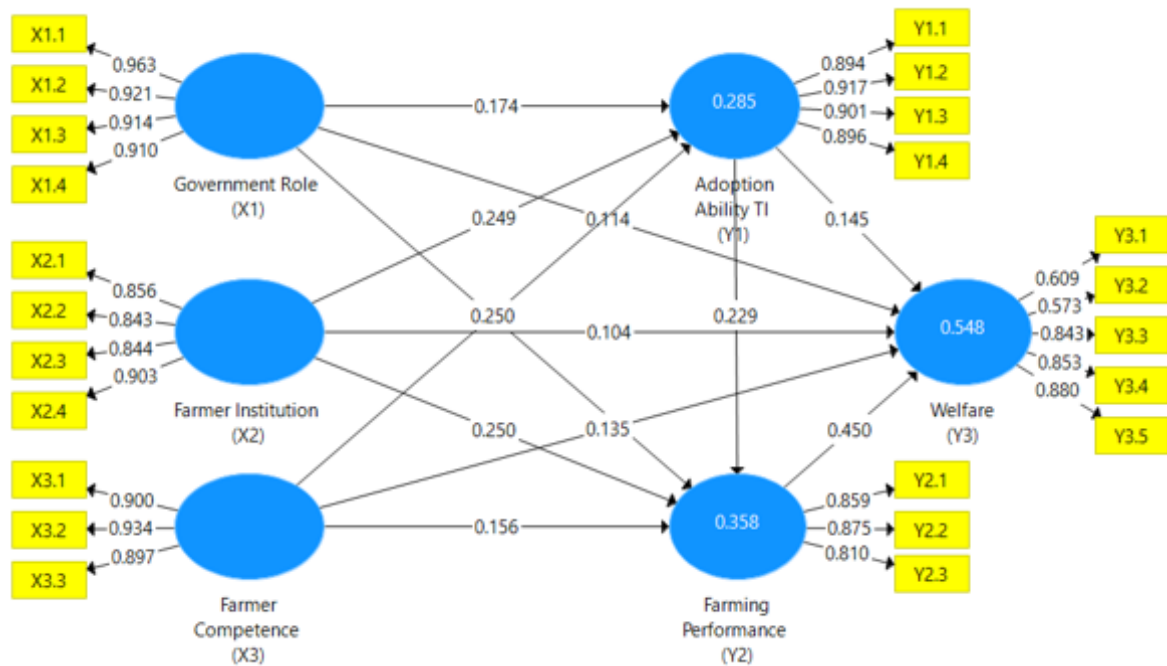 X1.1
X1.2
X1.3
X1.4
0.963
0.921
0.914
0.910
Government Role
(X1)
X2.1
X2.2
X2.3
X2.4
0.856
0.843
0.844
0.903
Farmer Institution
(X2)
X3.1
X3.2
X3.3
0.900
0.934
0.897
Farmer
Competence
(X3)
0.174
0.249
0.114
0.250
0.104
0.229
0.250
0.135
0.156
0.285
Adoption
Ability TI
(Y1)
0.894
0.917
0.901
0.896
Y1.1
Y1.2
Y1.3
Y1.4
0.145
0.450
0.358
Farming
Performance
(Y2)
0.859
0.875
0.810
Y2.1
Y2.2
Y2.3
0.548
Welfare
(Y3)
0.609
0.573
0.843
0.853
0.880
Y3.1
Y3.2
Y3.3
Y3.4
Y3.5